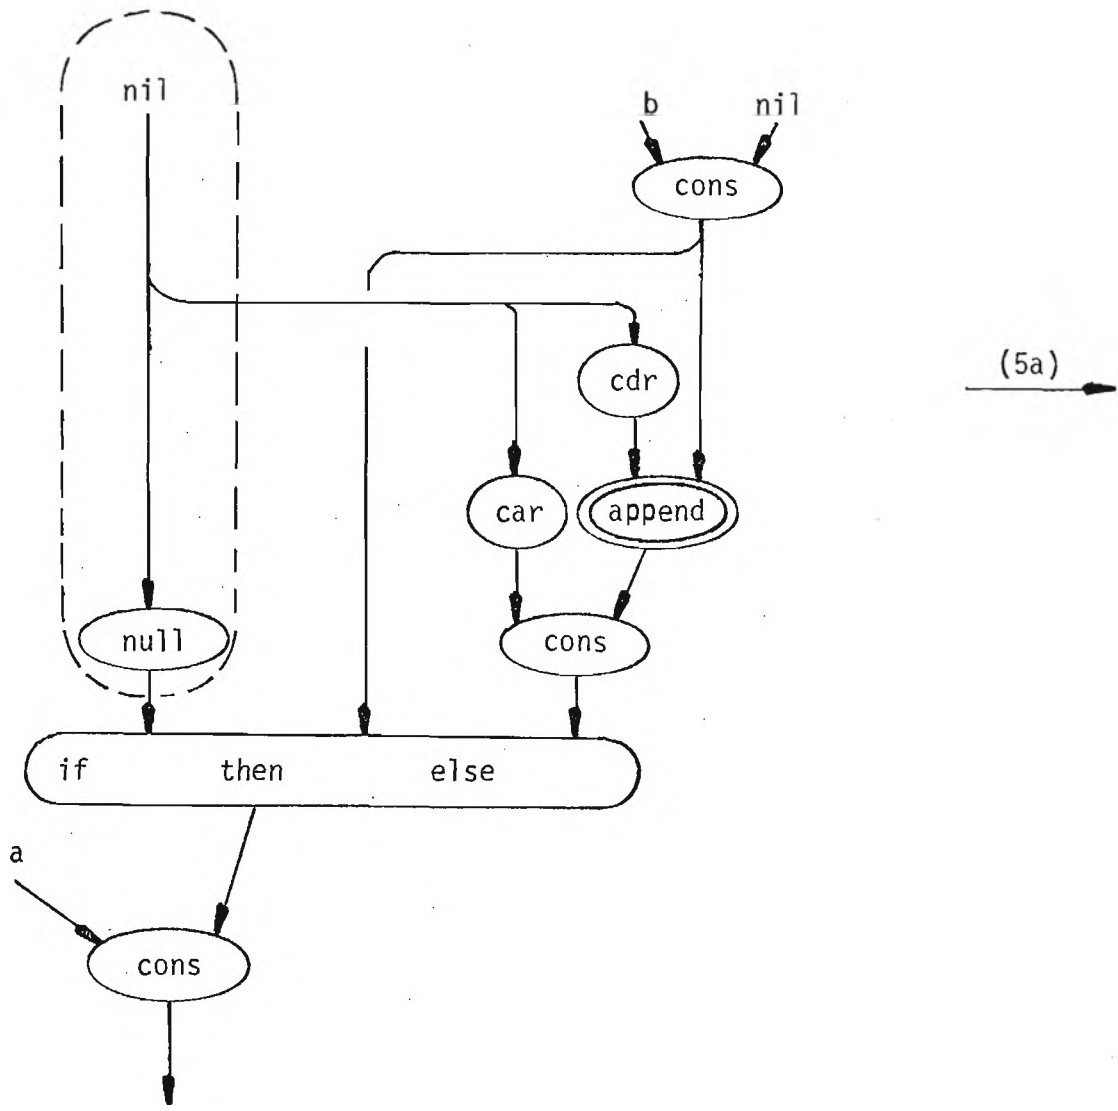 nil
b nil
cons
cdr
(5a)
car append
null cons
if then else
a
cons